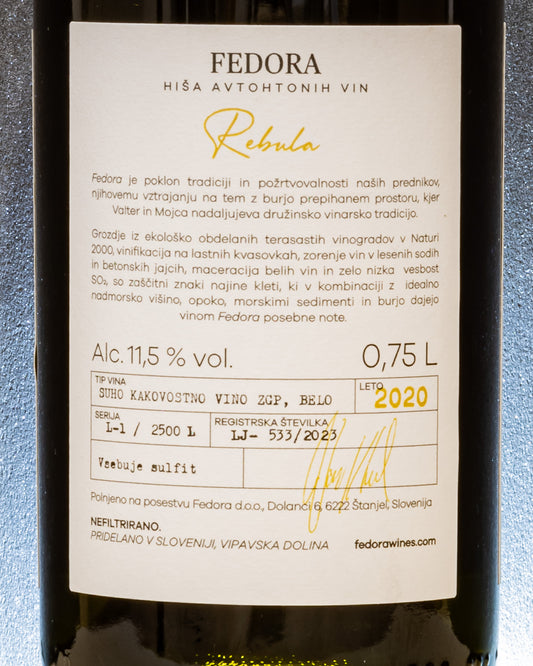 FEDORA
HIŠA AVTOHTONIH VIN
Rebula
Fedora je poklon tradiciji in požrtvovalnosti naših prednikov,
njihovemu vztrajanju na tem z burjo prepihanem prostoru, kjer
Valter in Mojca nadaljujeva družinsko vinarsko tradicijo.
Grozdje iz ekološko obdelanih terasastih vinogradov v Naturi
2000, vinifikacija na lastnih kvasovkah, zorenje vin v lesenih sodih
in betonskih jajcih, maceracija belih vin in zelo nizka vsebost
SO₂, so zaščitni znaki najine kleti, ki v kombinaciji z idealno
nadmorsko višino, opoko, morskimi sedimenti in burjo dajejo
vinom Fedora posebne note.
Alc. 11,5 % vol. 0,75 L
TIP VINA
SUHO KAKOVOSTNO VINO ZGP, BELO
LETO
2020
SERIJA
L-1 / 2500 L
REGISTRSKA ŠTEVILKA
LJ- 533/2023
Vsebuje sulfit
Polnjeno na posestvu Fedora d.o.o., Dolanci 6, 6222 Štanjel, Slovenija
NEFILTRIRANO.
PRIDELANO V SLOVENIJI, VIPAVSKA DOLINA
fedorawines.com